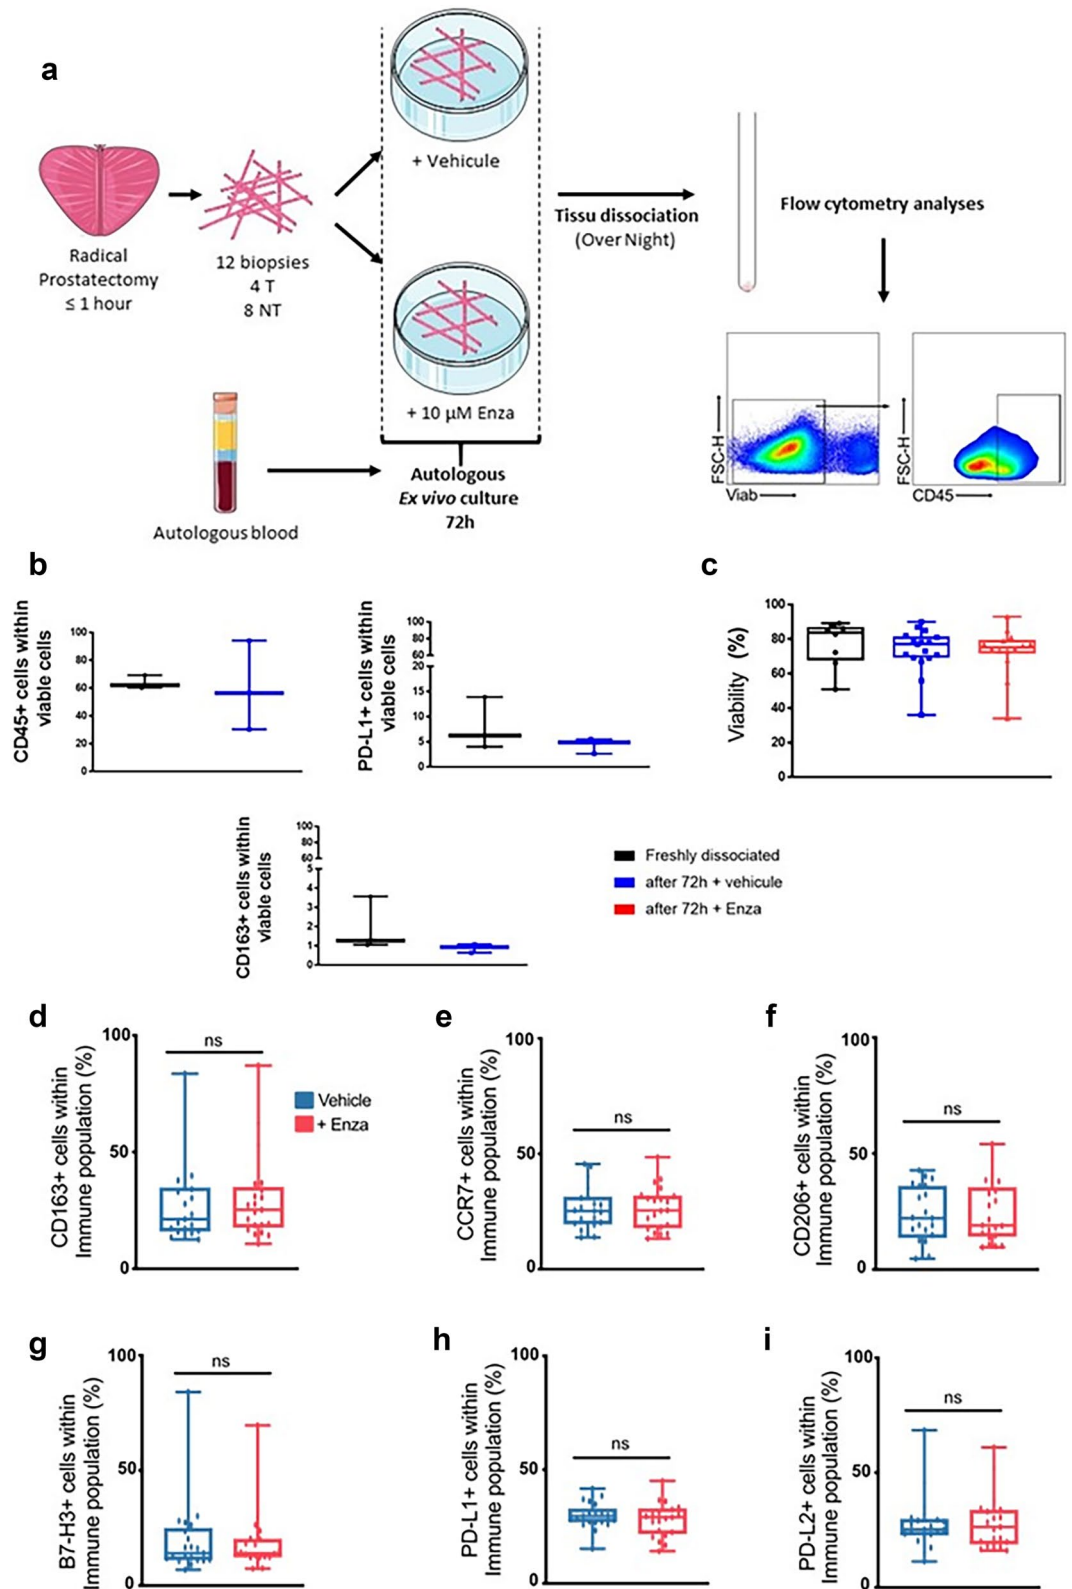 a
Radical
Prostatectomy
≤ 1 hour
12 biopsies
4 T
8 NT
+ Vehicule
+ 10 µM Enza
Autologous
Ex vivo culture
72h
Autologous blood
Tissu dissociation
(Over Night)
Flow cytometry analyses
FSC-H
Viab
FSC-H
CD45
b
CD45+ cells within
viable cells
100
80
60
40
20
0
PD-L1+ cells within
viable cells
100
80
60
20
15
10
5
0
CD163+ cells within
viable cells
100
80
60
5
4
3
2
1
0
c
Viability (%)
100
80
60
40
20
0
Freshly dissociated
after 72h + vehicule
after 72h + Enza
d
CD163+ cells within
Immune population (%)
100
50
0
ns
Vehicle
+ Enza
e
CCR7+ cells within
Immune population (%)
100
50
0
ns
f
CD206+ cells within
Immune population (%)
100
50
0
ns
g
B7-H3+ cells within
Immune population (%)
100
50
0
ns
h
PD-L1+ cells within
Immune population (%)
100
50
0
ns
i
PD-L2+ cells within
Immune population (%)
100
50
0
ns